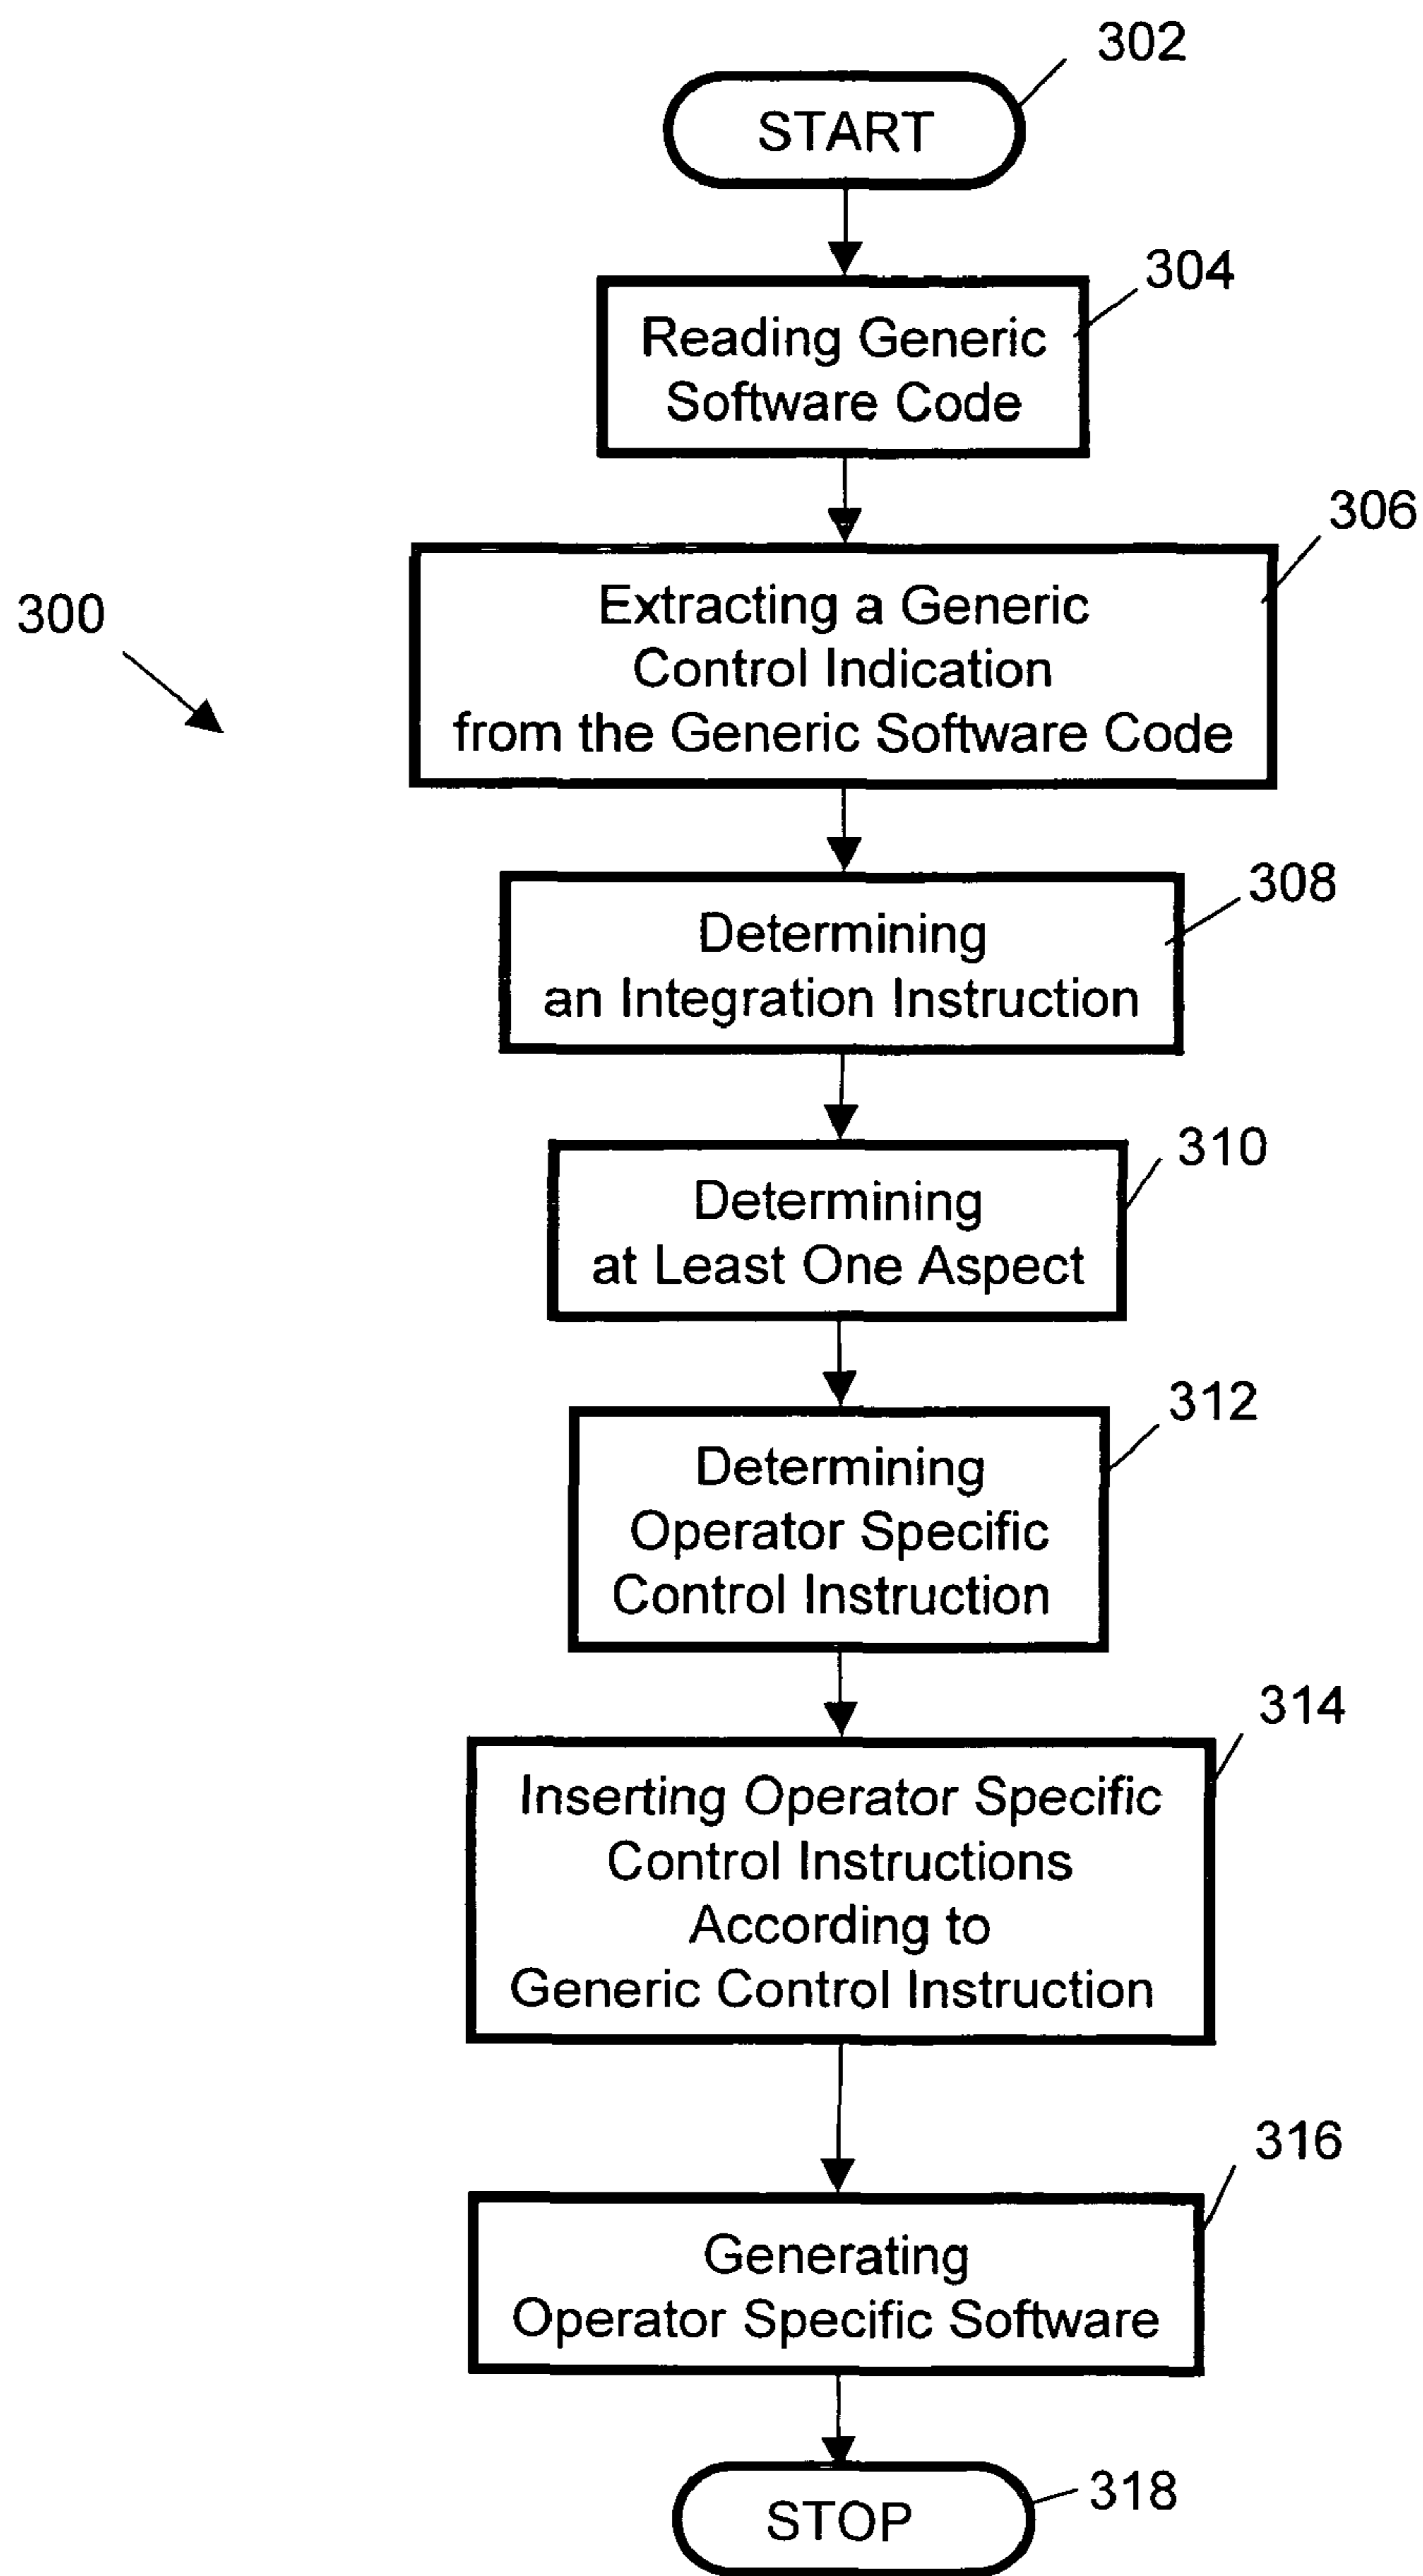 302
START
304
Reading Generic
Software Code
306
Extracting a Generic
Control Indication
from the Generic Software Code
300
308
Determining
an Integration Instruction
310
Determining
at Least One Aspect
312
Determining
Operator Specific
Control Instruction
314
Inserting Operator Specific
Control Instructions
According to
Generic Control Instruction
316
Generating
Operator Specific Software
STOP
318